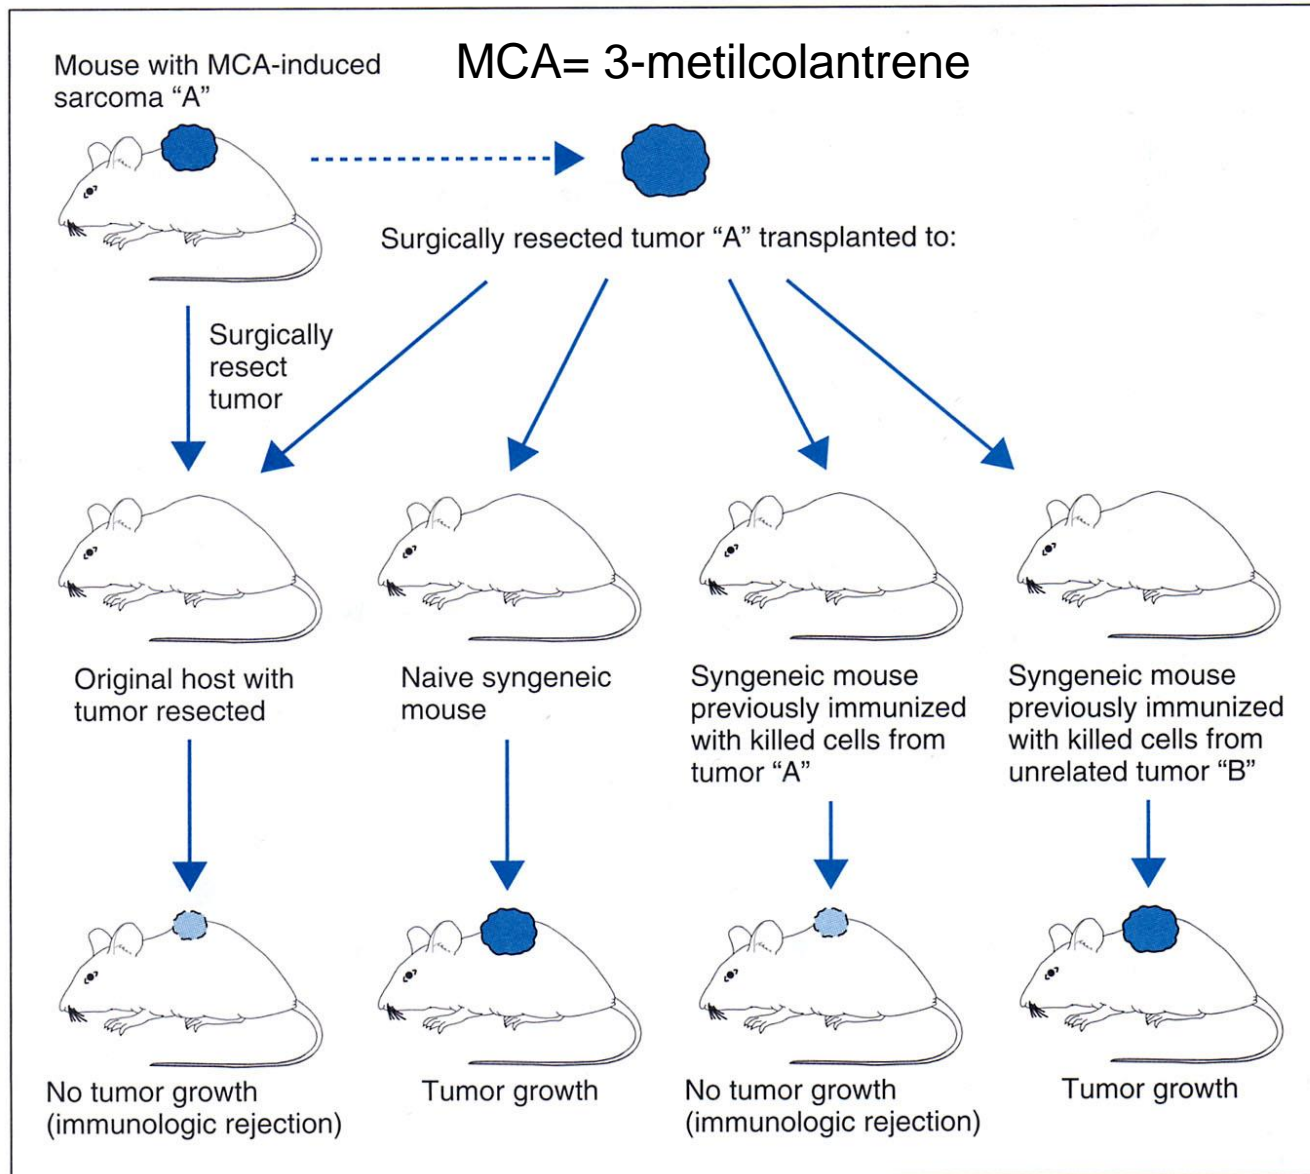 MCA= 3-metilcolantrene
Mouse with MCA-induced
sarcoma “A”
Surgically resected tumor “A” transplanted to:
Surgically
resect
tumor
Original host with
tumor resected
Naive syngeneic
mouse
Syngeneic mouse
previously immunized
with killed cells from
tumor “A”
Syngeneic mouse
previously immunized
with killed cells from
unrelated tumor “B”
No tumor growth
(immunologic rejection)
Tumor growth
No tumor growth
(immunologic rejection)
Tumor growth